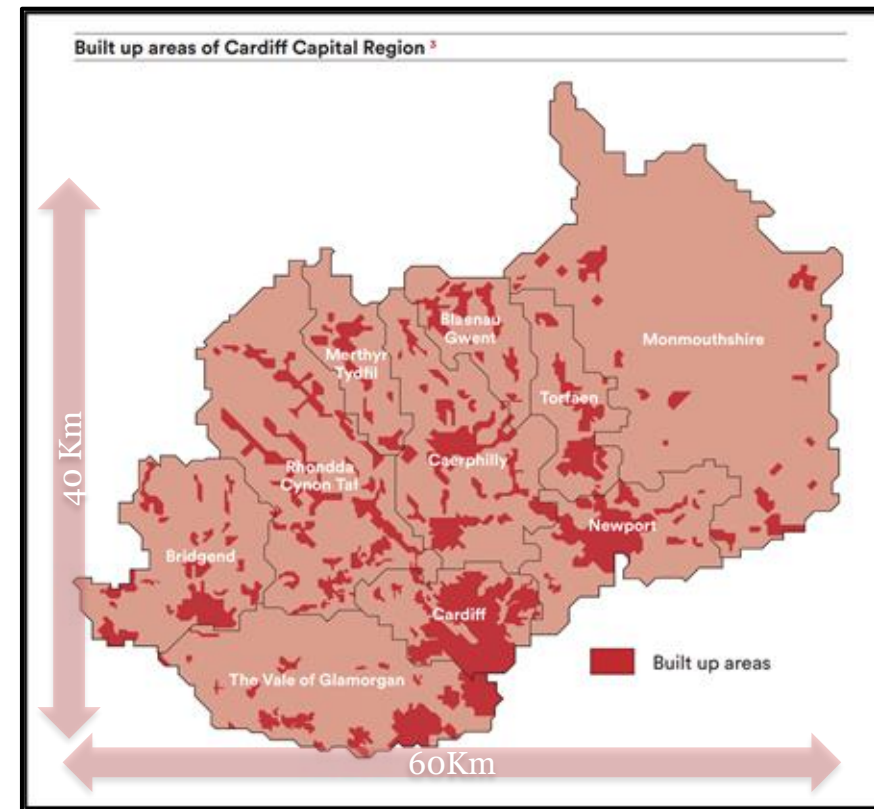 Built up areas of Cardiff Capital Region 3
Blaenau
Gwent
Monmouthshire
Merthyr
Tydfil
Torfaen
40 Km
Rhondda
Cynon Taf
Caerphilly
Newport
Bridgend
Cardiff
Built up areas
The Vale of Glamorgan
60Km